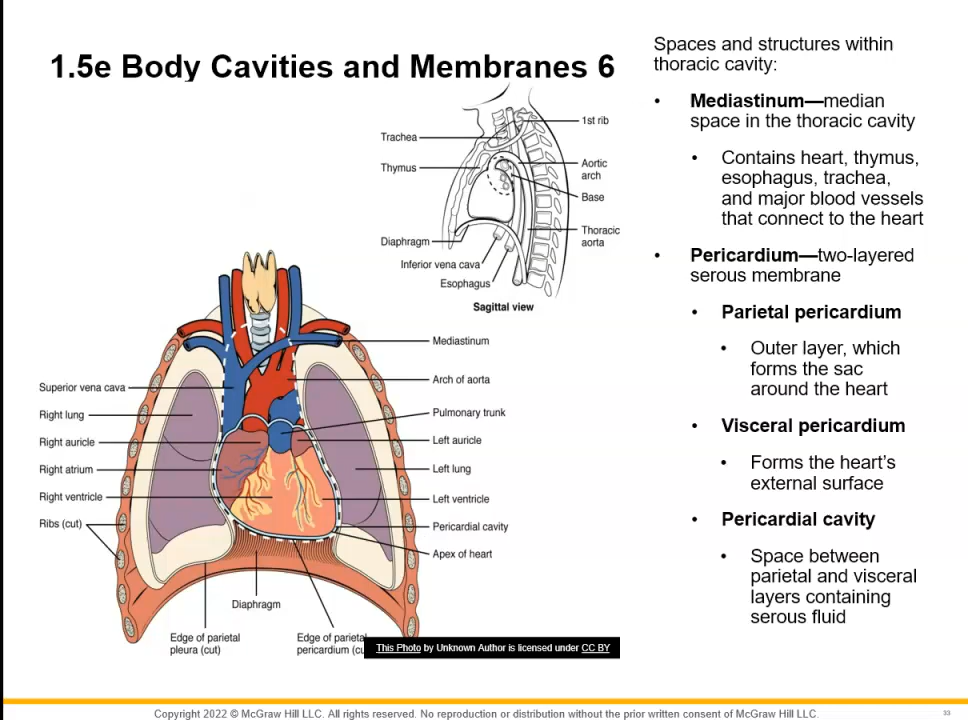 1.5e Body Cavities and Membranes 6
Trachea
Thymus
Diaphragm
Inferior vena cava
Esophagus
1st rib
Aortic
arch
Base
Thoracic
aorta
Sagittal view
Superior vena cava
Right lung
Right auricle
Right atrium
Right ventricle
Ribs (cut)
Mediastinum
Arch of aorta
Pulmonary trunk
Left auricle
Left lung
Left ventricle
Pericardial cavity
Apex of heart
Diaphragm
Edge of parietal
pleura (cut)
Edge of parietal
pericardium (cu
This Photo by Unknown Author is licensed under CC BY
Spaces and structures within
thoracic cavity:
• Mediastinum—median
space in the thoracic cavity
• Contains heart, thymus,
esophagus, trachea,
and major blood vessels
that connect to the heart
• Pericardium—two-layered
serous membrane
• Parietal pericardium
• Outer layer, which
forms the sac
around the heart
• Visceral pericardium
• Forms the heart's
external surface
• Pericardial cavity
• Space between
parietal and visceral
layers containing
serous fluid
Copyright 2022 © McGraw Hill LLC. All rights reserved. No reproduction or distribution without the prior written consent of McGraw Hill LLC.
33